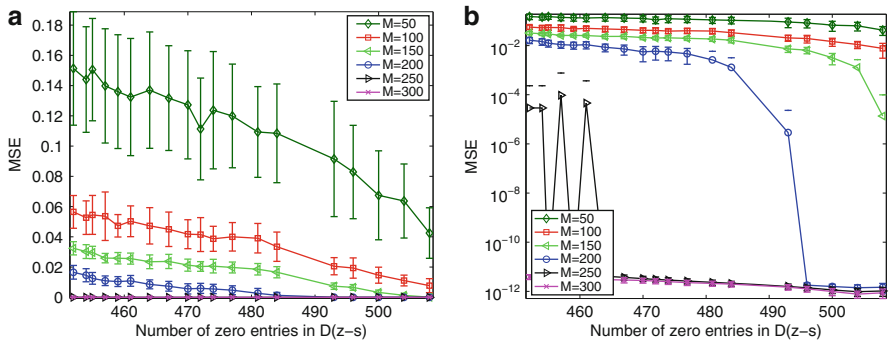 a
0.18
0.16
0.14
0.12
0.1
0.08
0.06
0.04
0.02
0
MSE
460 470 480 490 500
Number of zero entries in D(z−s)
M=50
M=100
M=150
M=200
M=250
M=300
b
10⁻²
10⁻⁴
10⁻⁶
10⁻⁸
10⁻¹⁰
10⁻¹²
MSE
460 470 480 490 500
Number of zero entries in D(z−s)
M=50
M=100
M=150
M=200
M=250
M=300